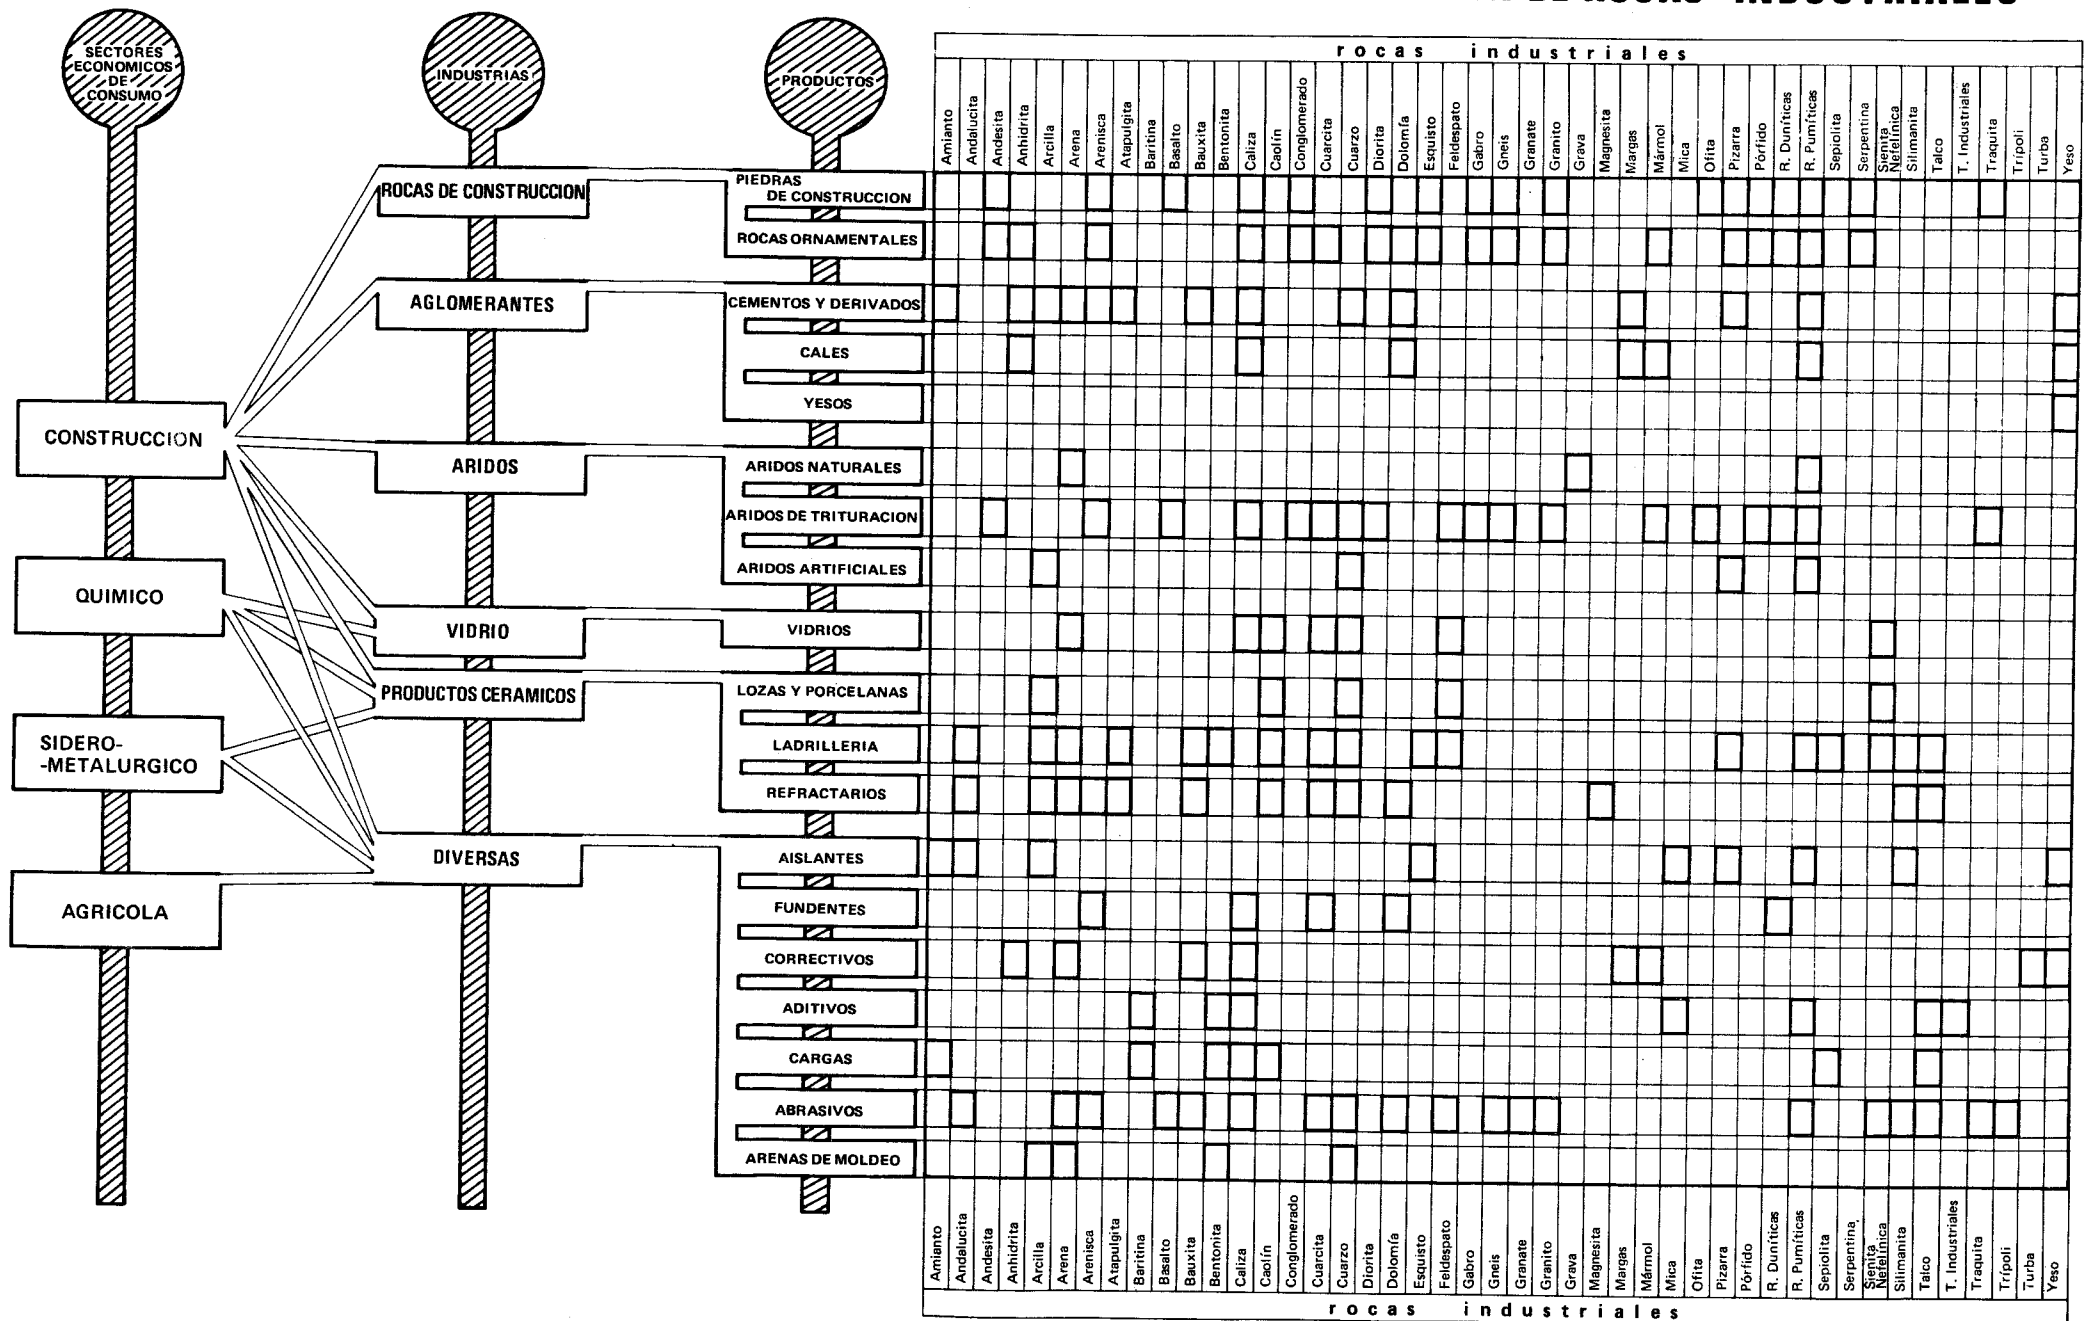 INDUSTRIALES
SECTORES
ECONOMICOS
DE
CONSUMO
INDUSTRIAS
PRODUCTOS
rocas industriales
Amianto
Andalucita
Andesita
Anhidrita
Arcilla
Arena
Arenisca
Atapulgita
Baritina
Basalto
Bauxita
Bentonita
Caliza
Caolín
Conglomerado
Cuarcita
Cuarzo
Diorita
Dolomía
Esquisto
Feldespato
Gabro
Gneis
Granate
Granito
Grava
Magnesita
Margas
Mármol
Mica
Ofita
Pizarra
Pórfido
R. Duníticas
R. Pumíticas
Sepiolita
Serpentina
Sienita
Nefelínica
Silimanita
Talco
T. Industriales
Traquita
Trípoli
Turba
Yeso
ROCAS DE CONSTRUCCION
PIEDRAS
DE CONSTRUCCION
ROCAS ORNAMENTALES
AGLOMERANTES
CEMENTOS Y DERIVADOS
CALES
YESOS
CONSTRUCCION
ARIDOS
ARIDOS NATURALES
ARIDOS DE TRITURACION
ARIDOS ARTIFICIALES
QUIMICO
VIDRIO
VIDRIOS
PRODUCTOS CERAMICOS
LOZAS Y PORCELANAS
SIDERO-
-METALURGICO
LADRILLERIA
REFRACTARIOS
DIVERSAS
AISLANTES
AGRICOLA
FUNDENTES
CORRECTIVOS
ADITIVOS
CARGAS
ABRASIVOS
ARENAS DE MOLDEO
Amianto
Andalucita
Andesita
Anhidrita
Arcilla
Arena
Arenisca
Atapulgita
Baritina
Basalto
Bauxita
Bentonita
Caliza
Caolín
Conglomerado
Cuarcita
Cuarzo
Diorita
Dolomía
Esquisto
Feldespato
Gabro
Gneis
Granate
Granito
Grava
Magnesita
Margas
Mármol
Mica
Ofita
Pizarra
Pórfido
R. Duníticas
R. Pumíticas
Sepiolita
Serpentina,
Sienita
Nefelínica
Silimanita
Talco
T. Industriales
Traquita
Trípoli
Turba
Yeso
rocas industriales